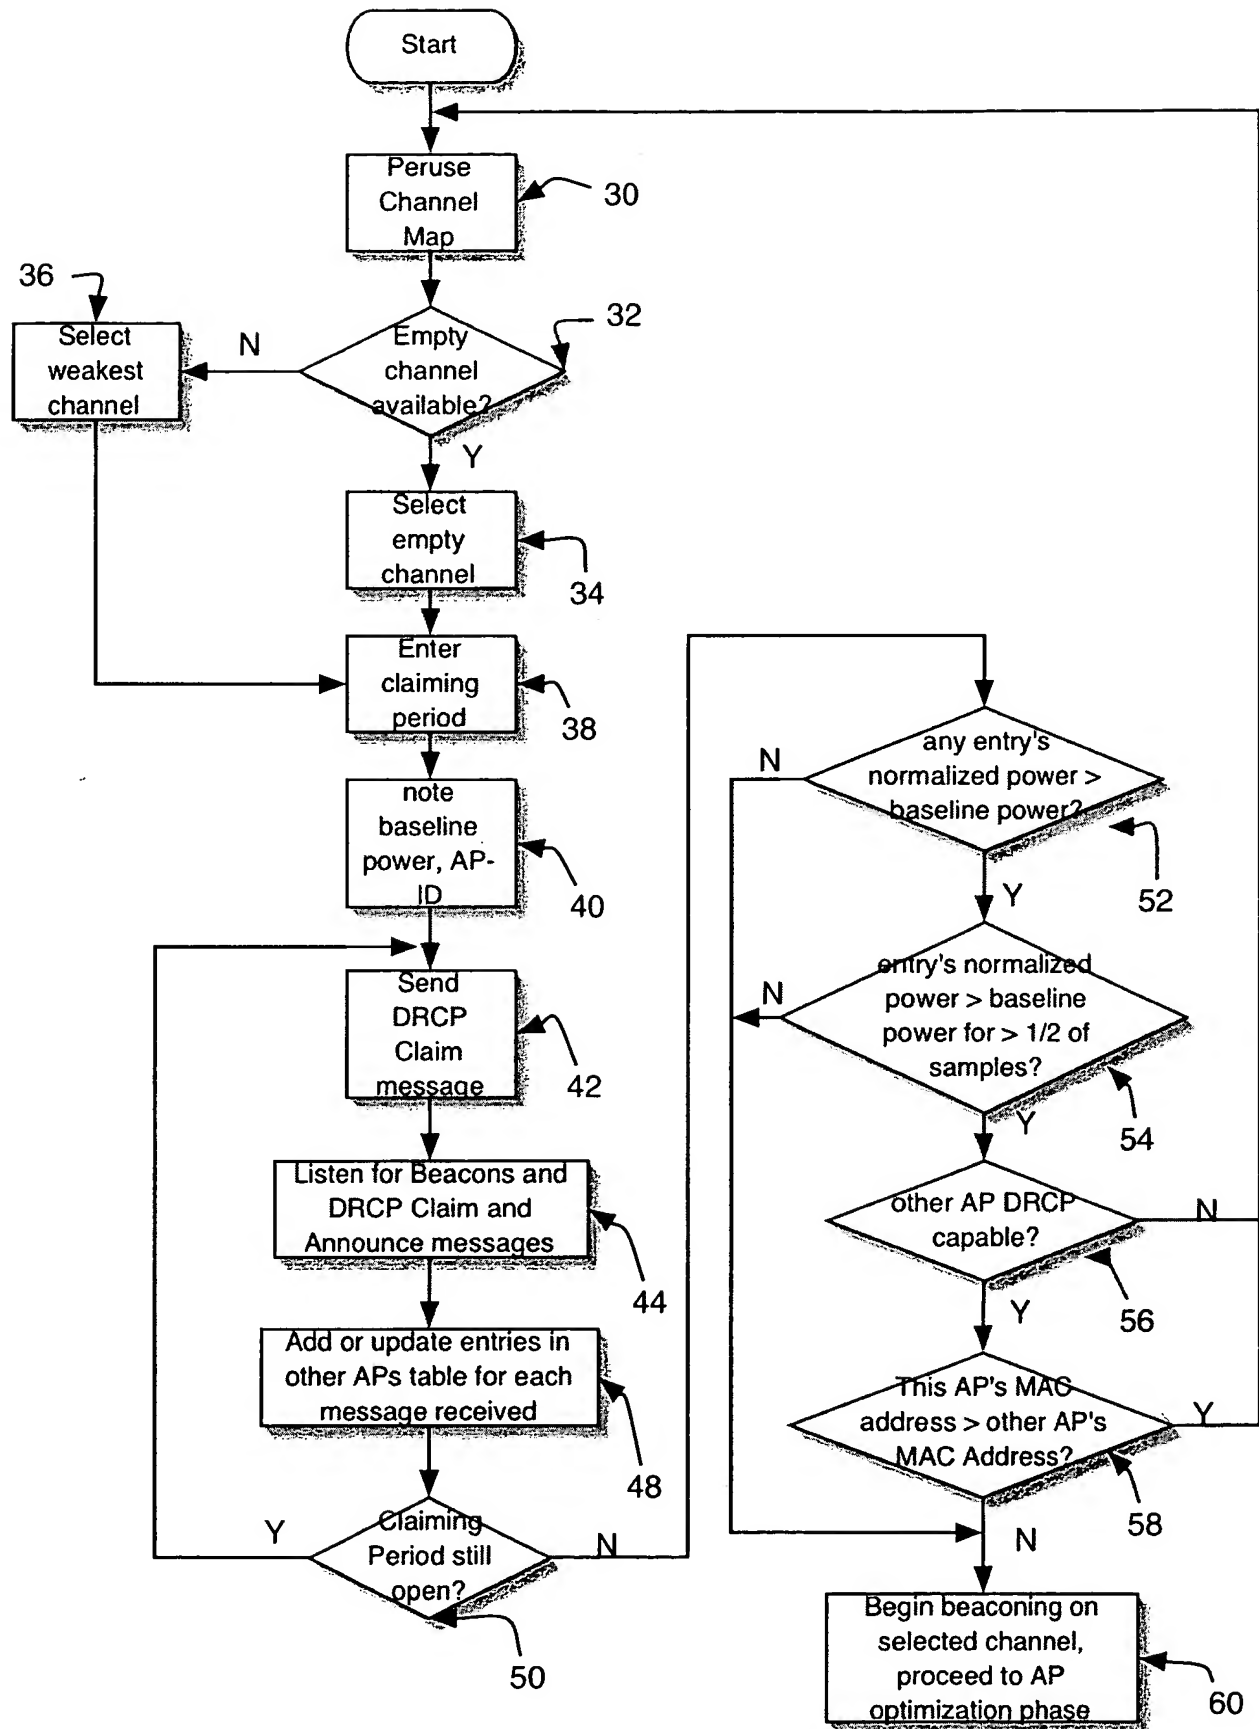 Start
Peruse
Channel
Map
30
36
Select
weakest
channel
N
Empty
channel
available?
32
Y
Select
empty
channel
34
Enter
claiming
period
38
note
baseline
power, AP-
ID
40
Send
DRCP
Claim
message
42
Listen for Beacons and
DRCP Claim and
Announce messages
44
Add or update entries in
other APs table for each
message received
48
Y
Claiming
Period still
open?
N
50
N
any entry's
normalized power >
baseline power?
52
Y
N
entry's normalized
power > baseline
power for > 1/2 of
samples?
54
Y
other AP DRCP
capable?
N
56
Y
This AP's MAC
address > other AP's
MAC Address?
Y
58
N
Begin beaconing on
selected channel,
proceed to AP
optimization phase
60